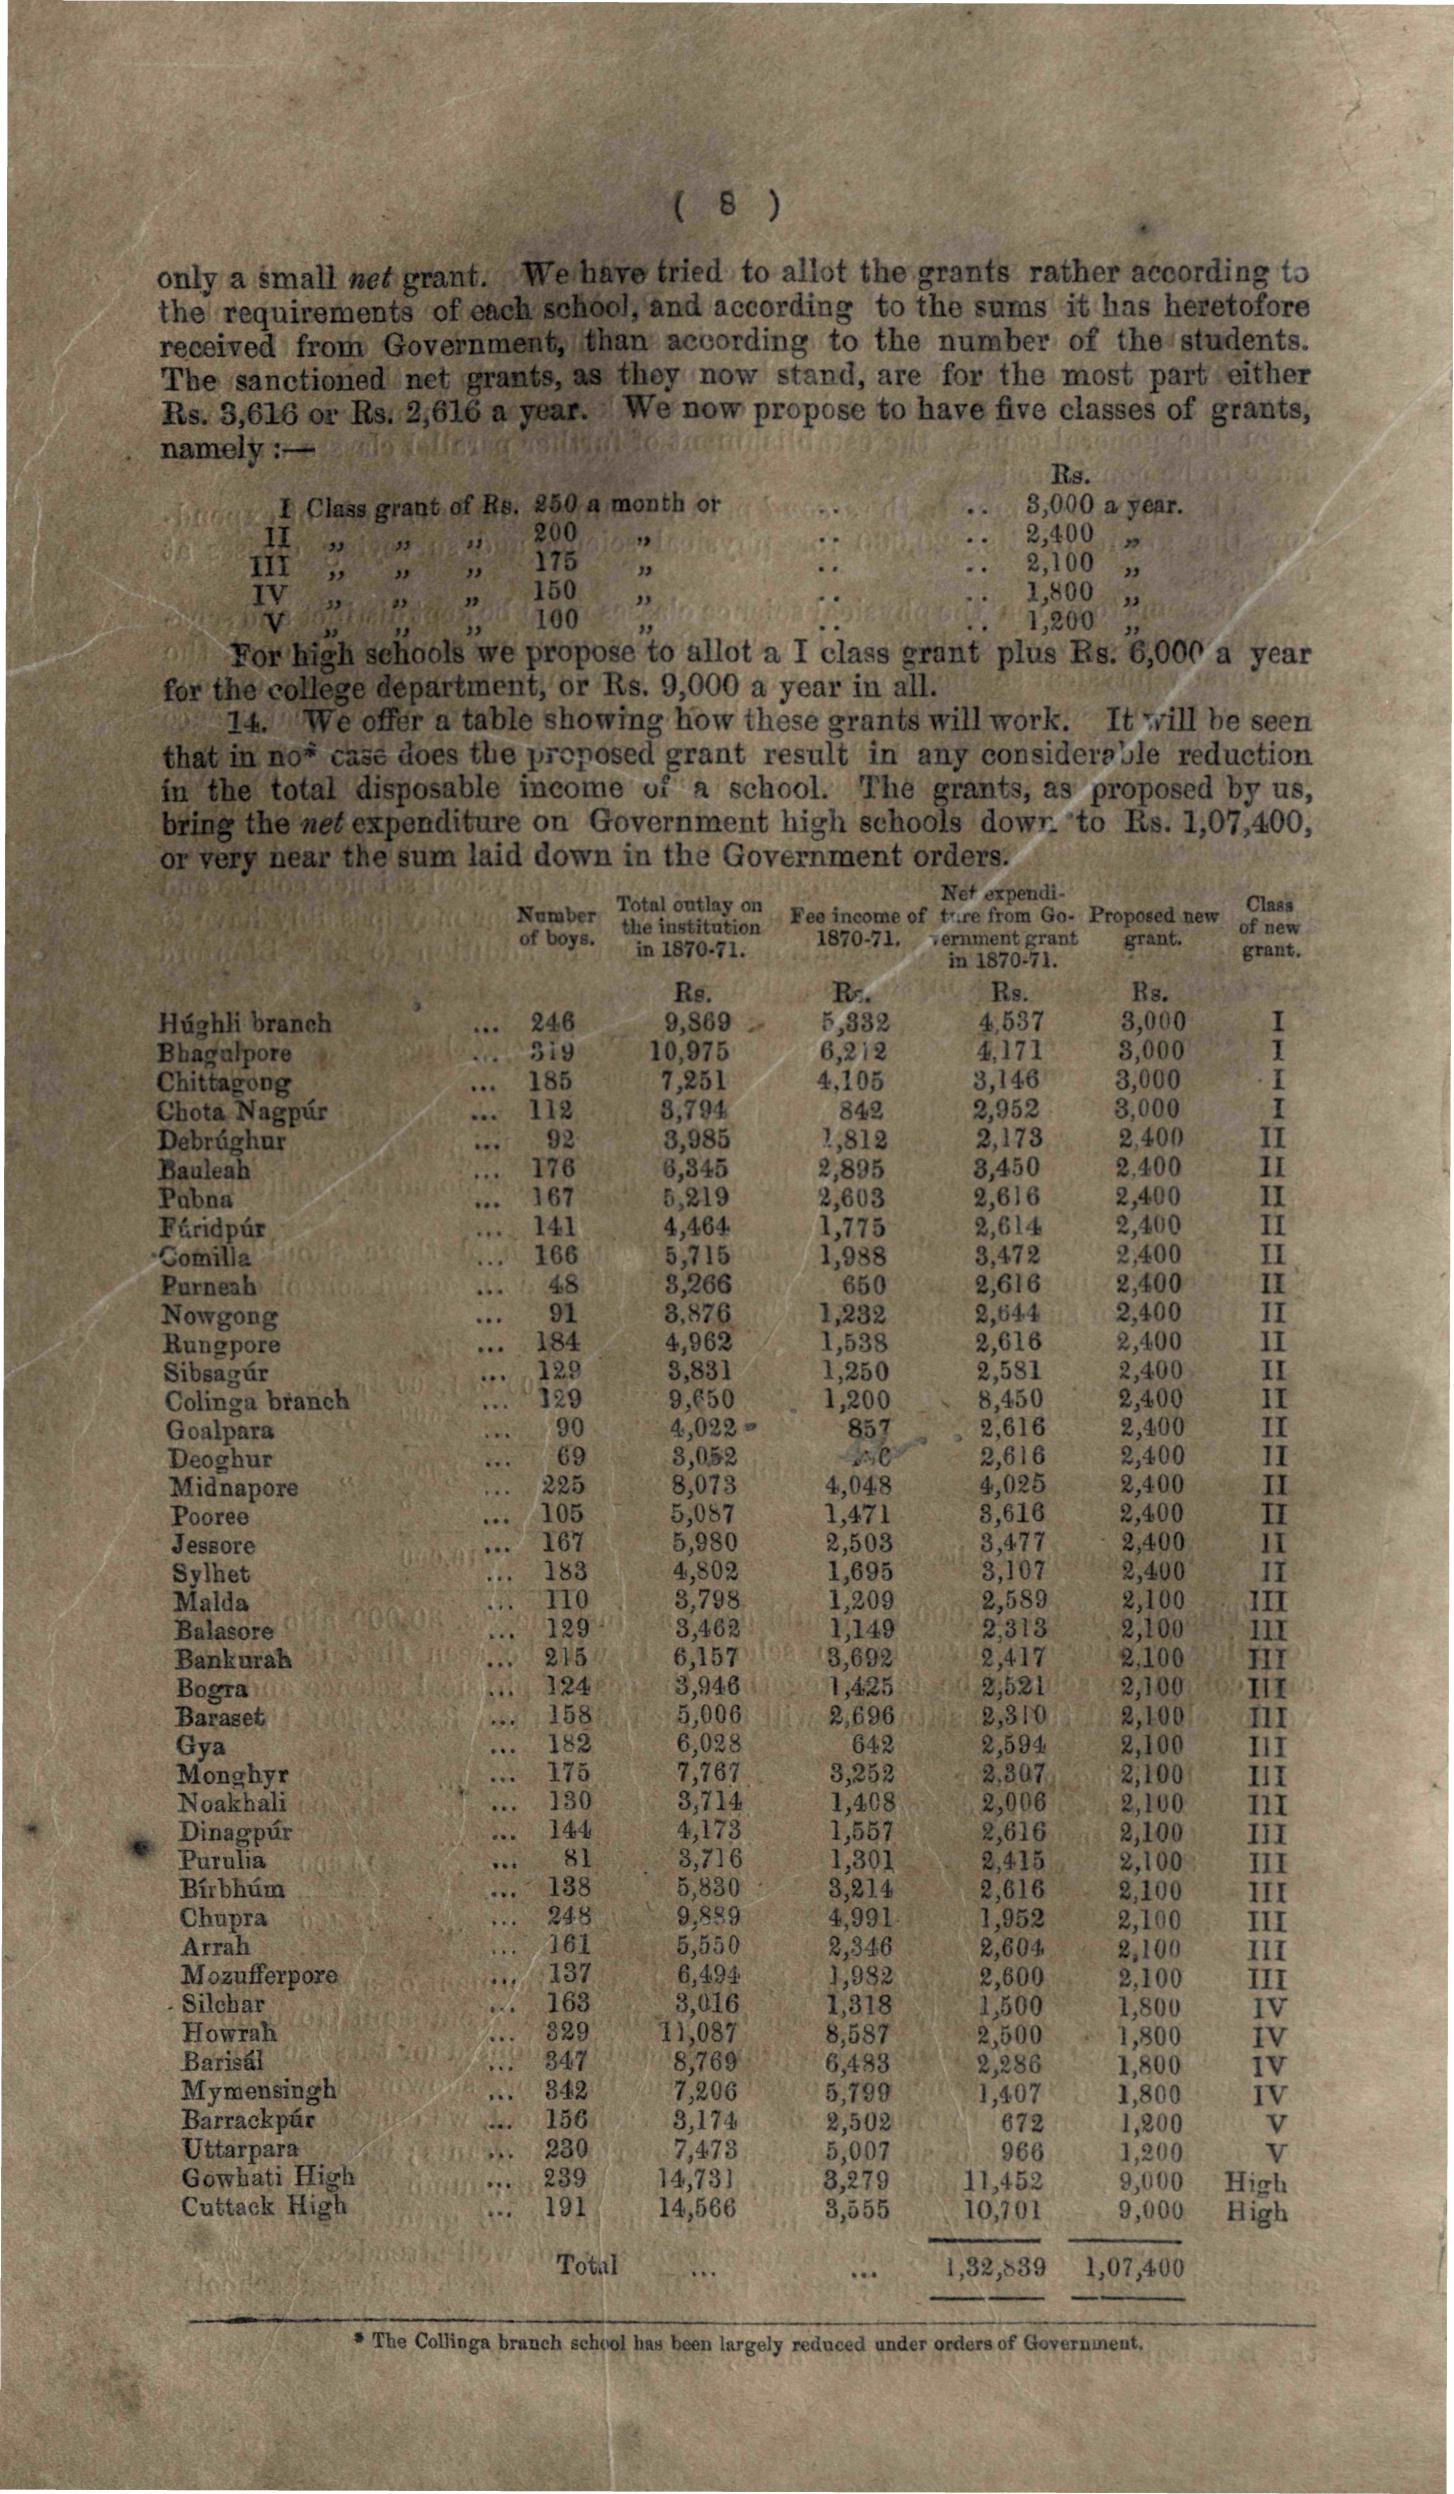 ( 8 )
only a small net grant. We have tried to allot the grants rather according to
the requirements of each school, and according to the sums it has heretofore
received from Government, than according to the number of the students.
The sanctioned net grants, as they now stand, are for the most part either
Rs. 3,616 or Rs. 2,616 a year. We now propose to have five classes of grants,
namely :—
Rs.
I Class grant of Rs. 250 a month or .. .. 3,000 a year.
II „ „ „ 200 „ .. .. 2,400 „
III „ „ „ 175 „ .. .. 2,100 „
IV „ „ „ 150 „ .. .. 1,800 „
V „ „ „ 100 „ .. .. 1,200 „
For high schools we propose to allot a I class grant plus Rs. 6,000 a year
for the college department, or Rs. 9,000 a year in all.
14. We offer a table showing how these grants will work. It will be seen
that in no* case does the proposed grant result in any considerable reduction
in the total disposable income of a school. The grants, as proposed by us,
bring the net expenditure on Government high schools down to Rs. 1,07,400,
or very near the sum laid down in the Government orders.
Number of boys. Total outlay on the institution in 1870-71. Fee income of 1870-71. Net expendi-ture from Go-vernment grant in 1870-71. Proposed new grant. Class of new grant.
Rs. Rs. Rs. Rs.
Húghli branch ... 246 9,869 5,332 4,537 3,000 I
Bhagulpore ... 319 10,975 6,212 4,171 3,000 I
Chittagong ... 185 7,251 4,105 3,146 3,000 I
Chota Nagpúr ... 112 3,794 842 2,952 3,000 I
Debrúghur ... 92 3,985 1,812 2,173 2,400 II
Bauleah ... 176 6,345 2,895 3,450 2,400 II
Pubna ... 167 5,219 2,603 2,616 2,400 II
Fúridpúr ... 141 4,464 1,775 2,614 2,400 II
Comilla ... 166 5,715 1,988 3,472 2,400 II
Purneah ... 48 3,266 650 2,616 2,400 II
Nowgong ... 91 3,876 1,232 2,644 2,400 II
Rungpore ... 184 4,962 1,538 2,616 2,400 II
Sibsagúr ... 129 3,831 1,250 2,581 2,400 II
Colinga branch ... 129 9,650 1,200 8,450 2,400 II
Goalpara ... 90 4,022 857 2,616 2,400 II
Deoghur ... 69 3,052 2,616 2,400 II
Midnapore ... 225 8,073 4,048 4,025 2,400 II
Pooree ... 105 5,087 1,471 3,616 2,400 II
Jessore ... 167 5,980 2,503 3,477 2,400 II
Sylhet ... 183 4,802 1,695 3,107 2,400 II
Malda ... 110 3,798 1,209 2,589 2,100 III
Balasore ... 129 3,462 1,149 2,313 2,100 III
Bankurah ... 215 6,157 3,692 2,417 2,100 III
Bogra ... 124 3,946 1,425 2,521 2,100 III
Baraset ... 158 5,006 2,696 2,310 2,100 III
Gya ... 182 6,028 642 2,594 2,100 III
Monghyr ... 175 7,767 3,252 2,307 2,100 III
Noakhali ... 130 3,714 1,408 2,006 2,100 III
Dinagpúr ... 144 4,173 1,557 2,616 2,100 III
Purulia ... 81 3,716 1,301 2,415 2,100 III
Birbhúm ... 138 5,830 3,214 2,616 2,100 III
Chupra ... 248 9,889 4,991 1,952 2,100 III
Arrah ... 161 5,550 2,346 2,604 2,100 III
Mozufferpore ... 137 6,494 1,982 2,600 2,100 III
Silchar ... 163 3,016 1,318 1,500 1,800 IV
Howrah ... 329 11,087 8,587 2,500 1,800 IV
Barisál ... 347 8,769 6,483 2,286 1,800 IV
Mymensingh ... 342 7,206 5,799 1,407 1,800 IV
Barrackpúr ... 156 3,174 2,502 672 1,200 V
Uttarpara ... 230 7,473 5,007 966 1,200 V
Gowhati High ... 239 14,731 3,279 11,452 9,000 High
Cuttack High ... 191 14,566 3,555 10,701 9,000 High
Total ... ... 1,32,839 1,07,400
* The Collinga branch school has been largely reduced under orders of Government.